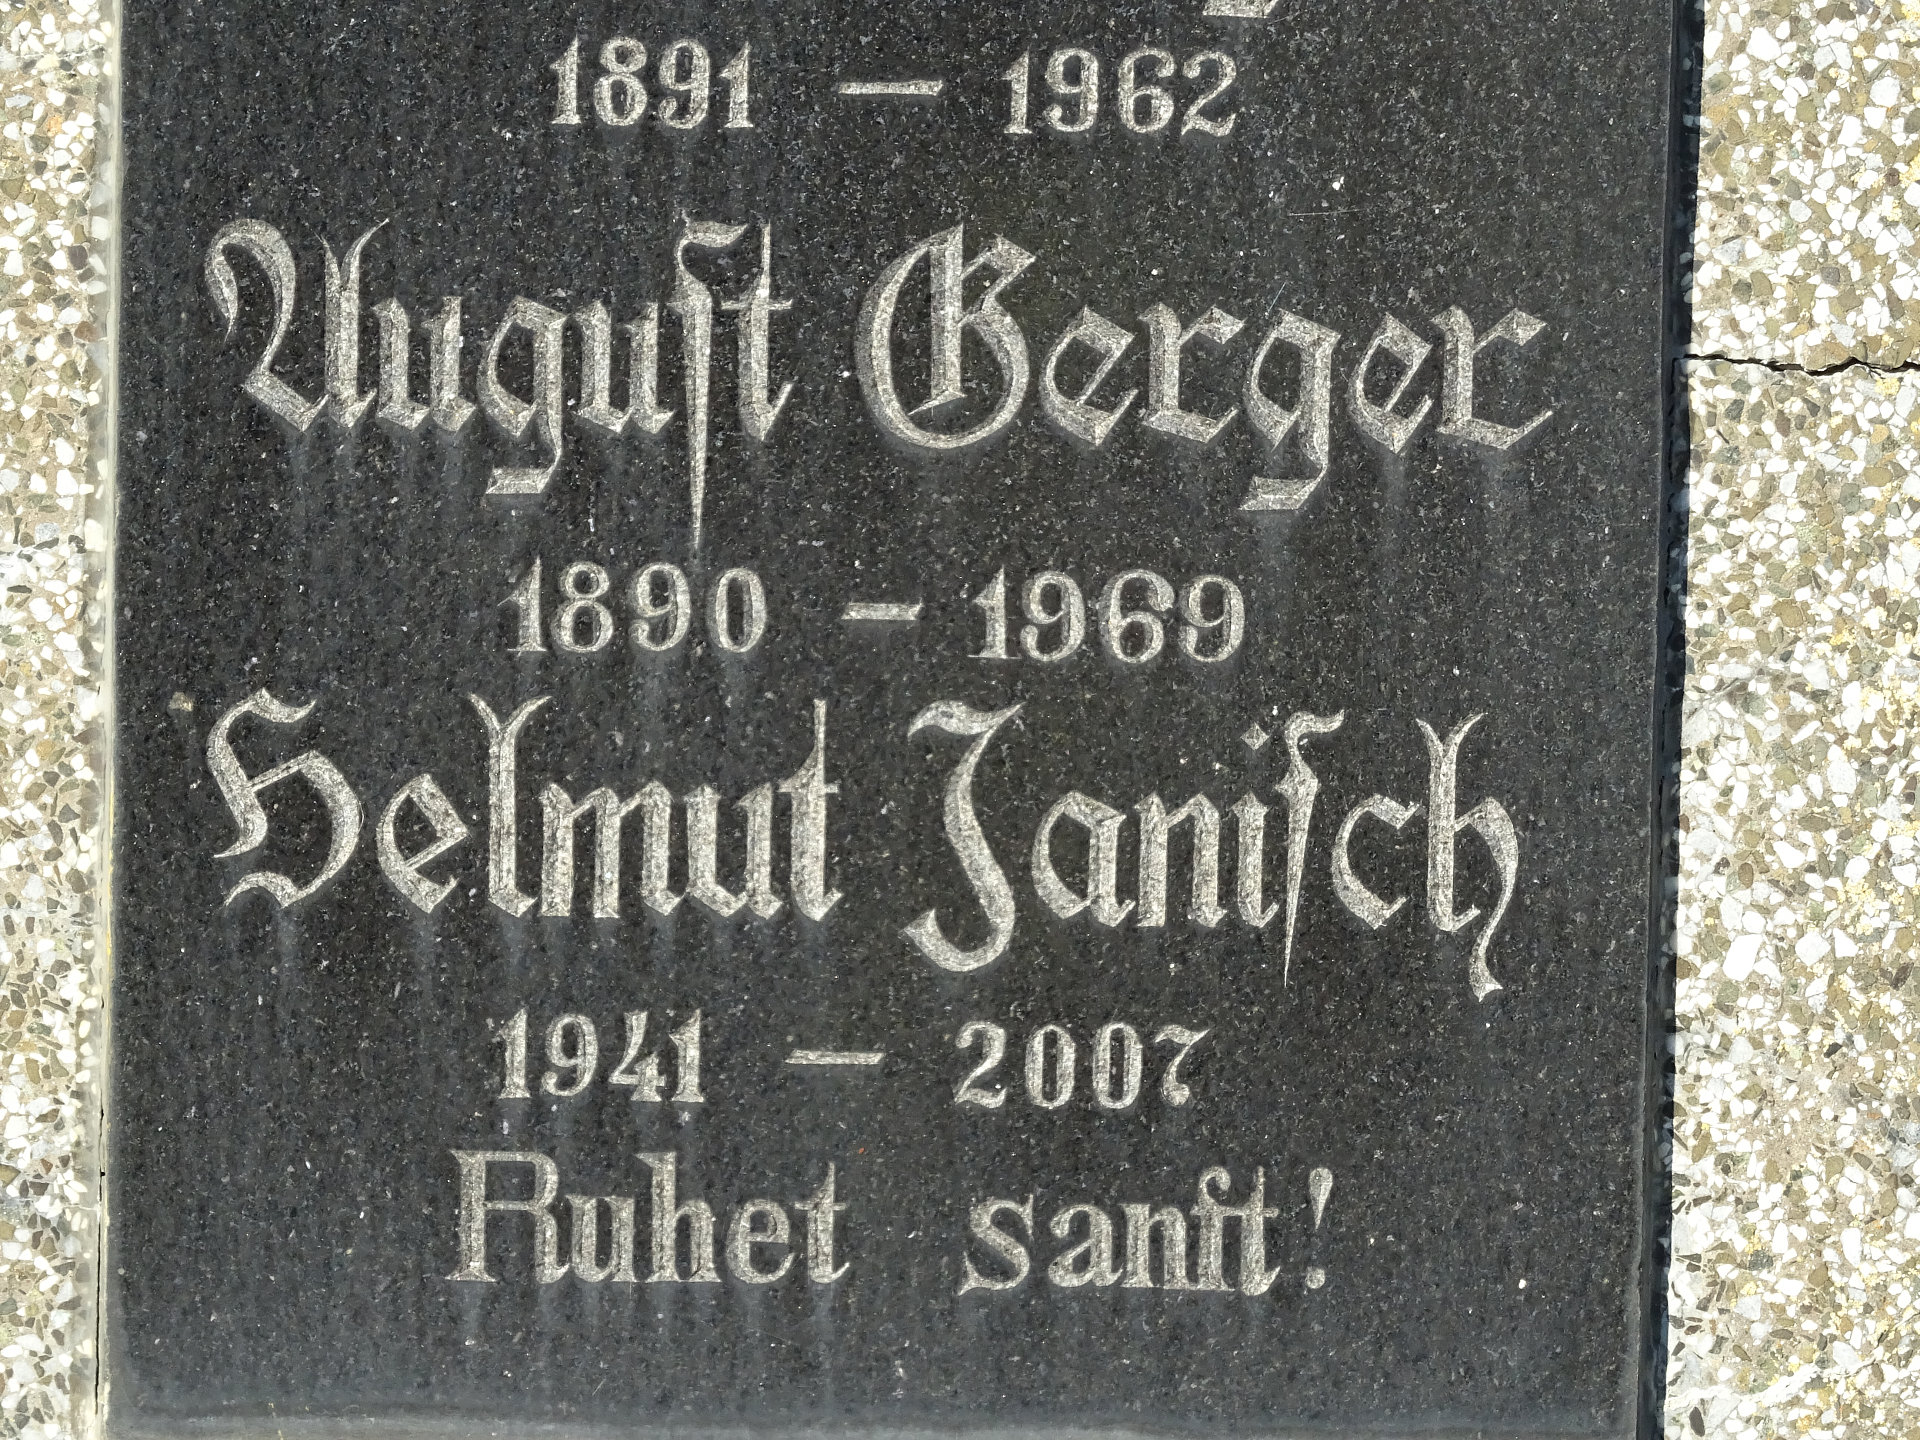 1891 — 1962
Auguſt Gerger
1890 – 1969
Helmut Janiſch
1941 — 2007
Ruhet sanft!